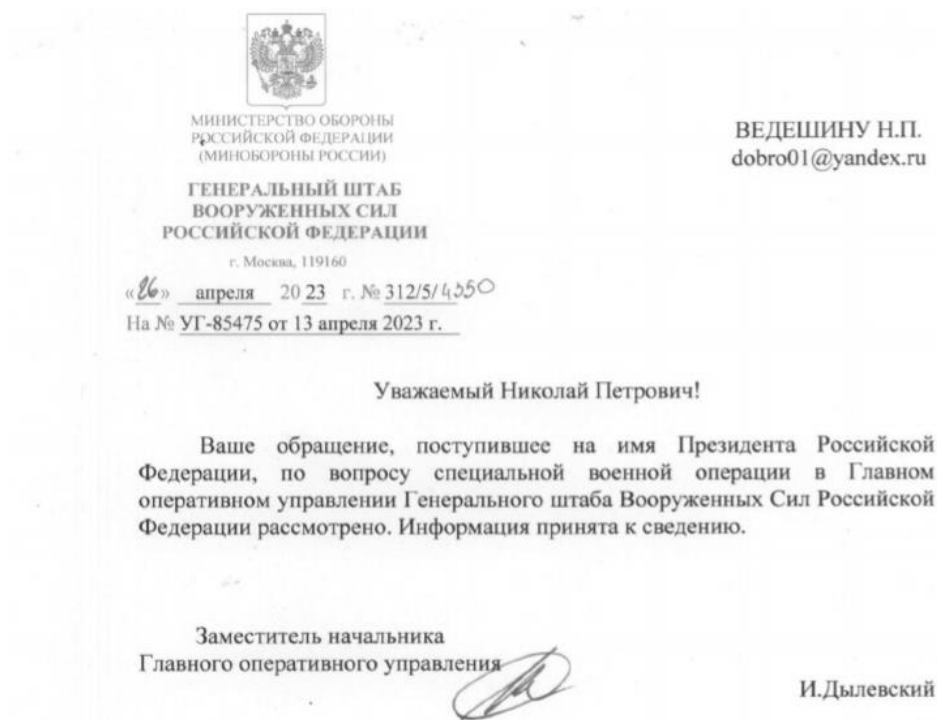 МИНИСТЕРСТВО ОБОРОНЫ
РОССИЙСКОЙ ФЕДЕРАЦИИ
(МИНОБОРОНЫ РОССИИ)
ГЕНЕРАЛЬНЫЙ ШТАБ
ВООРУЖЕННЫХ СИЛ
РОССИЙСКОЙ ФЕДЕРАЦИИ
г. Москва, 119160
«26» апреля 2023 г. № 312/5/4350
На № УГ-85475 от 13 апреля 2023 г.
ВЕДЕШИНУ Н.П.
dobro01@yandex.ru
Уважаемый Николай Петрович!
Ваше обращение, поступившее на имя Президента Российской
Федерации, по вопросу специальной военной операции в Главном
оперативном управлении Генерального штаба Вооруженных Сил Российской
Федерации рассмотрено. Информация принята к сведению.
Заместитель начальника
Главного оперативного управления
И.Дылевский